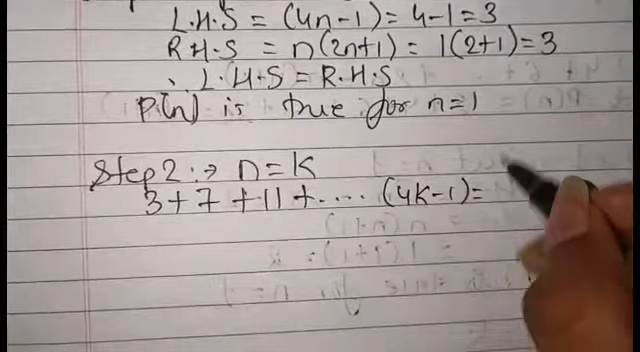 L.H.S = (4n-1) = 4-1 = 3
R.H.S = n(2n+1) = 1(2+1) = 3
∴ L.H.S = R.H.S
P(n) is true for n=1
Step 2 :→ n=k
3+7+11+.... (4k-1)=